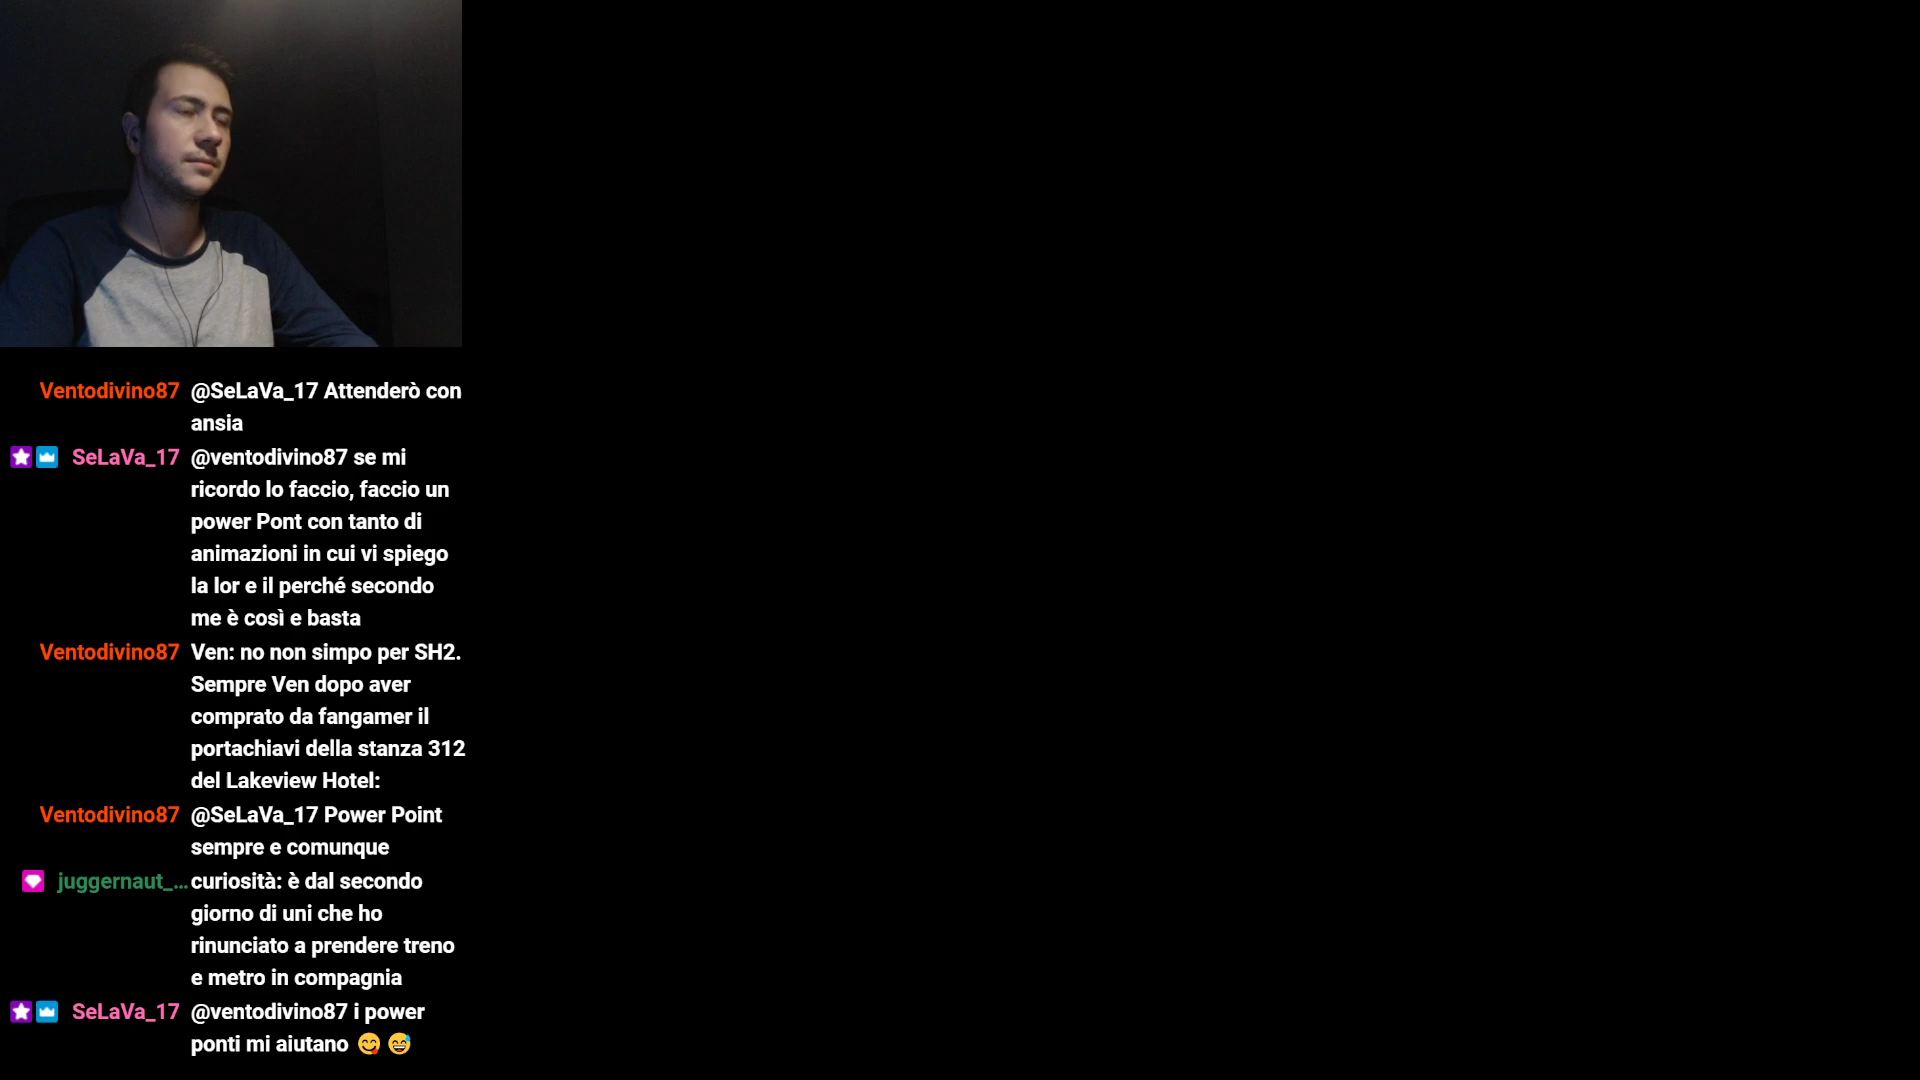 Ventodivino87 @SeLaVa_17 Attenderò con
ansia
SeLaVa_17 @ventodivino87 se mi
ricordo lo faccio, faccio un
power Pont con tanto di
animazioni in cui vi spiego
la lor e il perché secondo
me è così e basta
Ventodivino87 Ven: no non simpo per SH2.
Sempre Ven dopo aver
comprato da fangamer il
portachiavi della stanza 312
del Lakeview Hotel:
Ventodivino87 @SeLaVa_17 Power Point
sempre e comunque
juggernaut_... curiosità: è dal secondo
giorno di uni che ho
rinunciato a prendere treno
e metro in compagnia
SeLaVa_17 @ventodivino87 i power
ponti mi aiutano 😋 😅